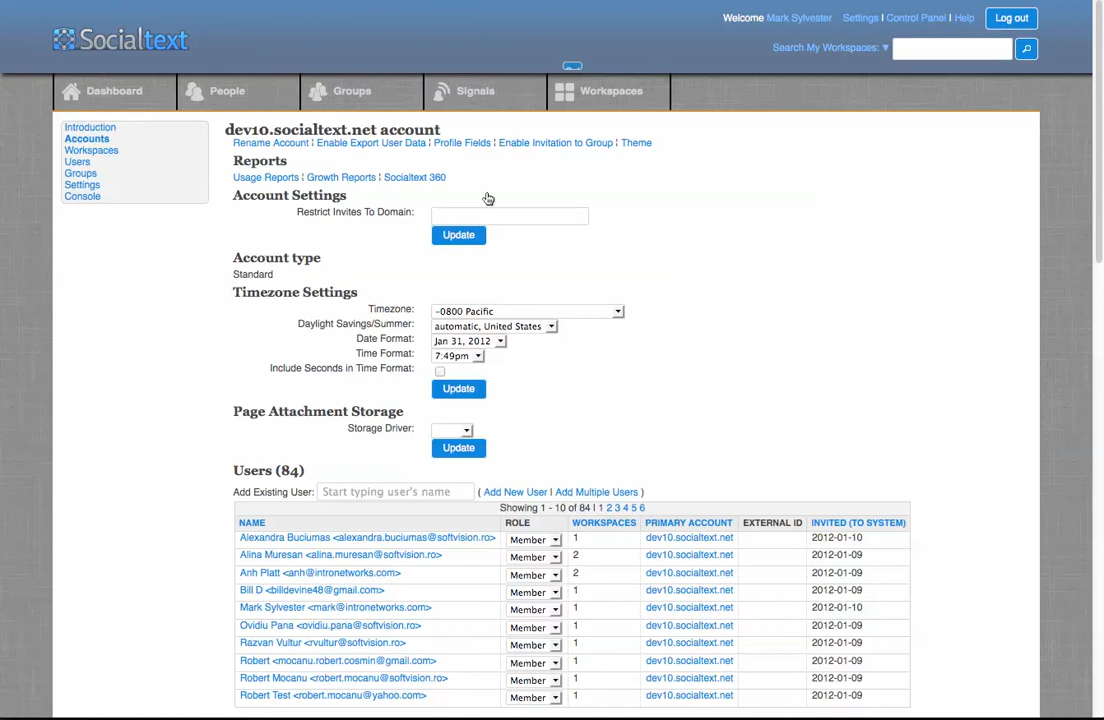 Welcome Mark Sylvester Settings | Control Panel | Help Log out
Socialtext
Search My Workspaces: ▼
Dashboard People Groups Signals Workspaces
Introduction
Accounts
Workspaces
Users
Groups
Settings
Console
dev10.socialtext.net account
Rename Account ¦ Enable Export User Data ¦ Profile Fields ¦ Enable Invitation to Group ¦ Theme
Reports
Usage Reports ¦ Growth Reports ¦ Socialtext 360
Account Settings
Restrict Invites To Domain:
Update
Account type
Standard
Timezone Settings
Timezone: -0800 Pacific
Daylight Savings/Summer: automatic, United States
Date Format: Jan 31, 2012
Time Format: 7:49pm
Include Seconds in Time Format:
Update
Page Attachment Storage
Storage Driver:
Update
Users (84)
Add Existing User: Start typing user's name ( Add New User | Add Multiple Users )
Showing 1 - 10 of 84 | 1 2 3 4 5 6
NAME ROLE WORKSPACES PRIMARY ACCOUNT EXTERNAL ID INVITED (TO SYSTEM)
Alexandra Buciumas <alexandra.buciumas@softvision.ro> Member 1 dev10.socialtext.net 2012-01-10
Alina Muresan <alina.muresan@softvision.ro> Member 2 dev10.socialtext.net 2012-01-09
Anh Platt <anh@intronetworks.com> Member 2 dev10.socialtext.net 2012-01-09
Bill D <billdevine48@gmail.com> Member 1 dev10.socialtext.net 2012-01-09
Mark Sylvester <mark@intronetworks.com> Member 1 dev10.socialtext.net 2012-01-10
Ovidiu Pana <ovidiu.pana@softvision.ro> Member 1 dev10.socialtext.net 2012-01-09
Razvan Vultur <rvultur@softvision.ro> Member 1 dev10.socialtext.net 2012-01-09
Robert <mocanu.robert.cosmin@gmail.com> Member 1 dev10.socialtext.net 2012-01-09
Robert Mocanu <robert.mocanu@softvision.ro> Member 1 dev10.socialtext.net 2012-01-09
Robert Test <robert.mocanu@yahoo.com> Member 1 dev10.socialtext.net 2012-01-09